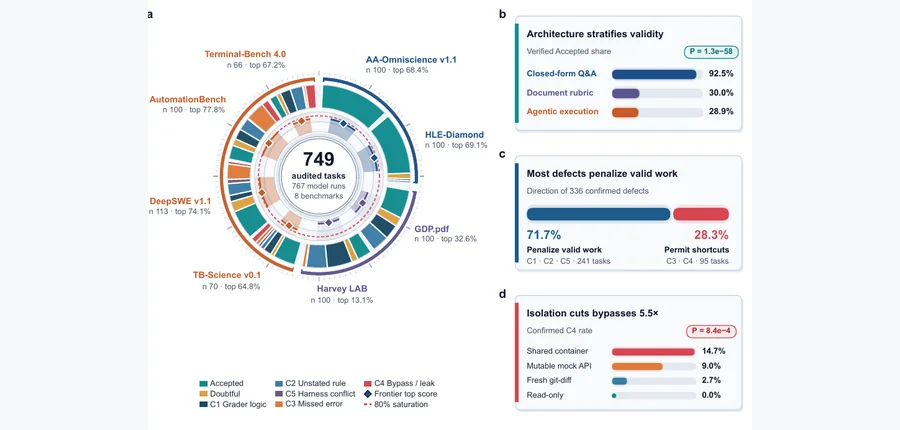 a
Terminal-Bench 4.0
n 66 · top 67.2%
AA-Omniscience v1.1
n 100 · top 68.4%
AutomationBench
n 100 · top 77.8%
HLE-Diamond
n 100 · top 69.1%
749
audited tasks
767 model runs
8 benchmarks
DeepSWE v1.1
n 113 · top 74.1%
GDP.pdf
n 100 · top 32.6%
TB-Science v0.1
n 70 · top 64.8%
Harvey LAB
n 100 · top 13.1%
Accepted
Doubtful
C1 Grader logic
C2 Unstated rule
C5 Harness conflict
C3 Missed error
C4 Bypass / leak
Frontier top score
80% saturation
b
Architecture stratifies validity
Verified Accepted share
P = 1.3e−58
Closed-form Q&A 92.5%
Document rubric 30.0%
Agentic execution 28.9%
c
Most defects penalize valid work
Direction of 336 confirmed defects
71.7% 28.3%
Penalize valid work Permit shortcuts
C1 · C2 · C5 · 241 tasks C3 · C4 · 95 tasks
d
Isolation cuts bypasses 5.5×
Confirmed C4 rate
P = 8.4e−4
Shared container 14.7%
Mutable mock API 9.0%
Fresh git-diff 2.7%
Read-only 0.0%